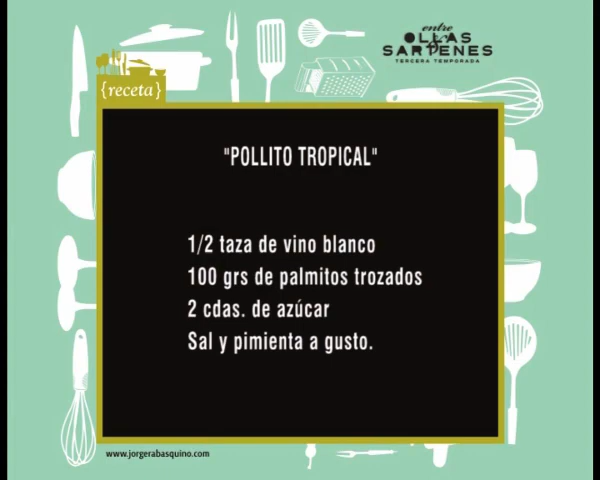 entre
OLLAS
SARTENES
TERCERA TEMPORADA
{receta}
"POLLITO TROPICAL"
1/2 taza de vino blanco
100 grs de palmitos trozados
2 cdas. de azúcar
Sal y pimienta a gusto.
www.jorgerabasquino.com